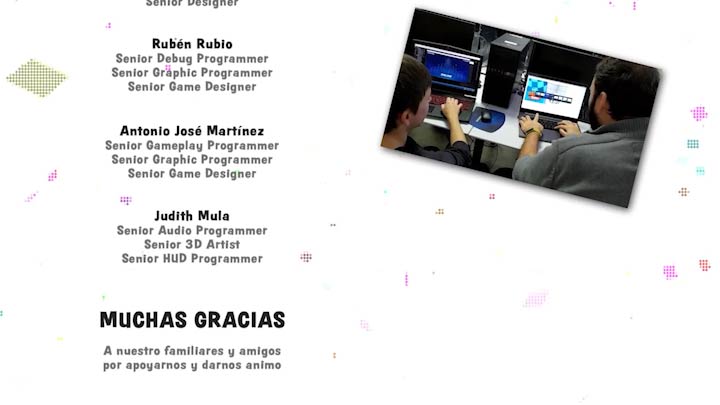 Senior Designer
Rubén Rubio
Senior Debug Programmer
Senior Graphic Programmer
Senior Game Designer
Antonio José Martínez
Senior Gameplay Programmer
Senior Graphic Programmer
Senior Game Designer
Judith Mula
Senior Audio Programmer
Senior 3D Artist
Senior HUD Programmer
MUCHAS GRACIAS
A nuestro familiares y amigos
por apoyarnos y darnos animo